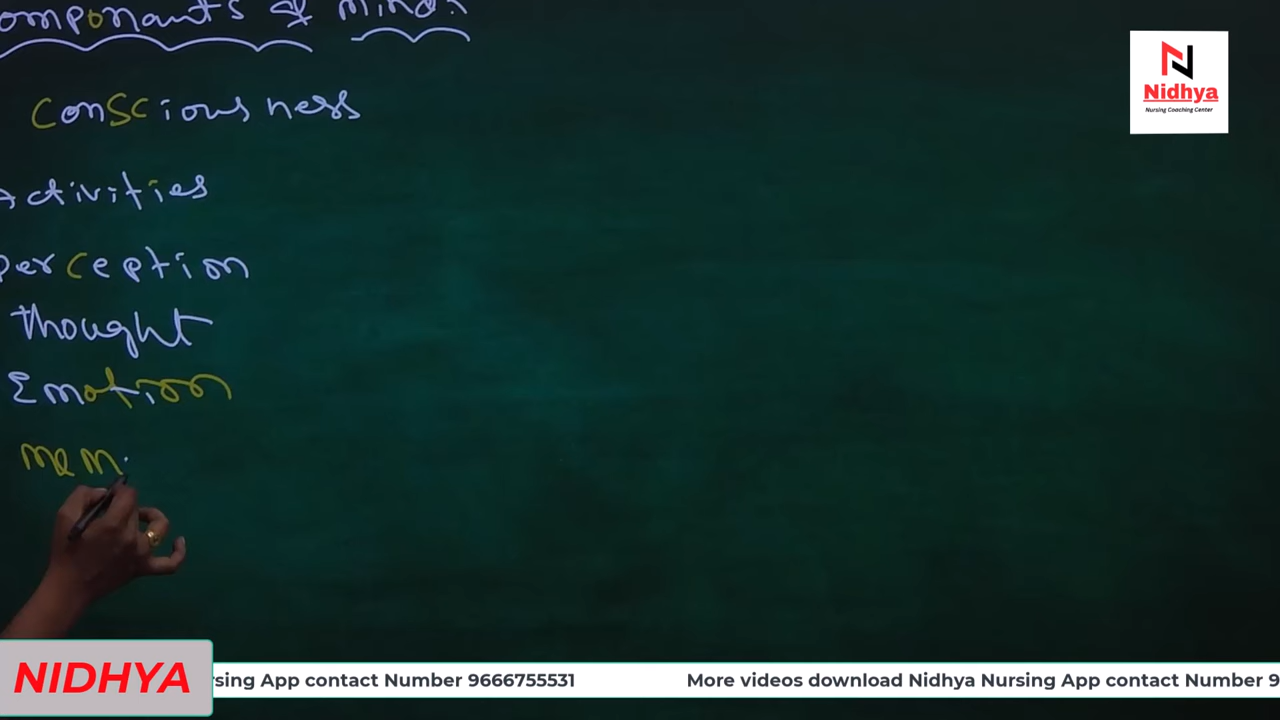 omponants of mind:
Nidhya
Nursing Coaching Center
Consciousness
Activities
perception
thought
Emotion
mem
NIDHYA
rsing App contact Number 9666755531 More videos download Nidhya Nursing App contact Number 9